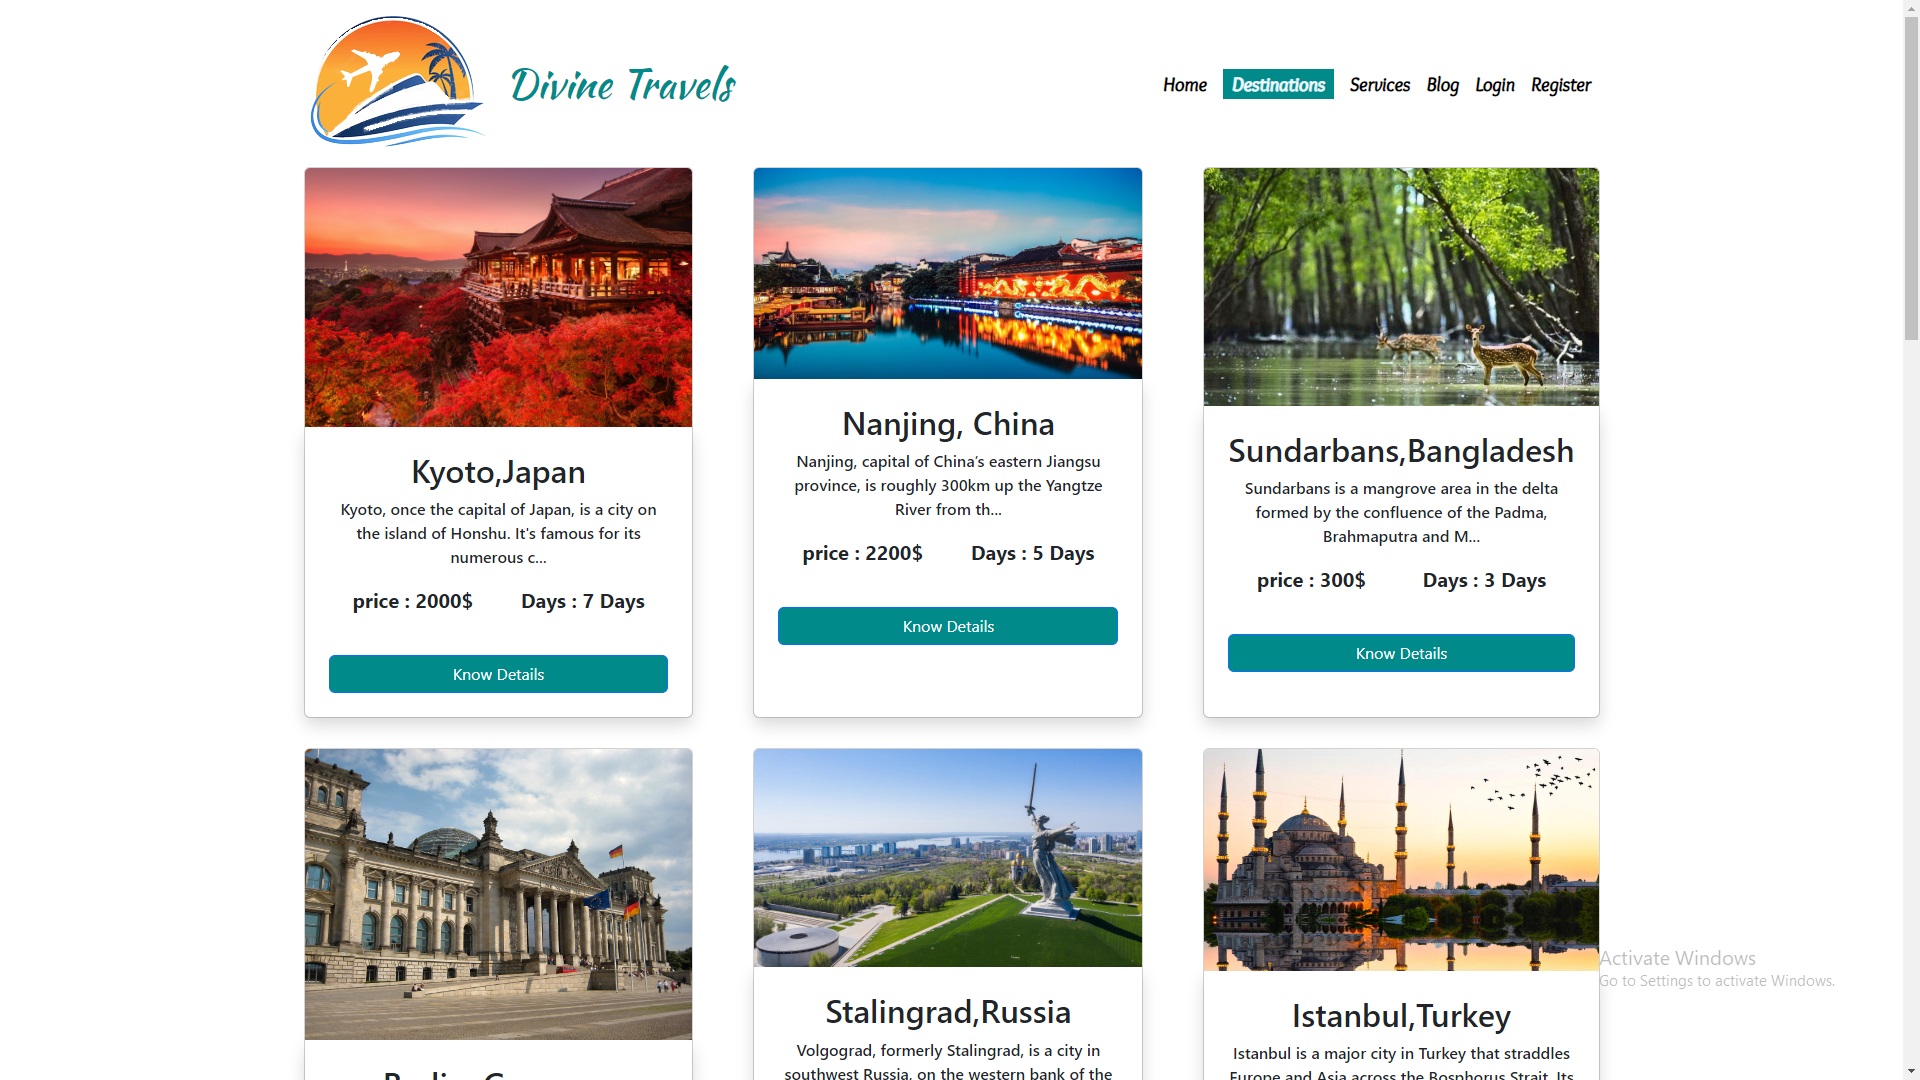 Divine Travels
Home Destinations Services Blog Login Register
Kyoto,Japan
Kyoto, once the capital of Japan, is a city on
the island of Honshu. It's famous for its
numerous c...
price : 2000$ Days : 7 Days
Know Details
Nanjing, China
Nanjing, capital of China's eastern Jiangsu
province, is roughly 300km up the Yangtze
River from th...
price : 2200$ Days : 5 Days
Know Details
Sundarbans,Bangladesh
Sundarbans is a mangrove area in the delta
formed by the confluence of the Padma,
Brahmaputra and M...
price : 300$ Days : 3 Days
Know Details
Stalingrad,Russia
Volgograd, formerly Stalingrad, is a city in
southwest Russia, on the western bank of the
Istanbul,Turkey
Istanbul is a major city in Turkey that straddles
Europe and Asia across the Bosphorus Strait. Its
Activate Windows
Go to Settings to activate Windows.